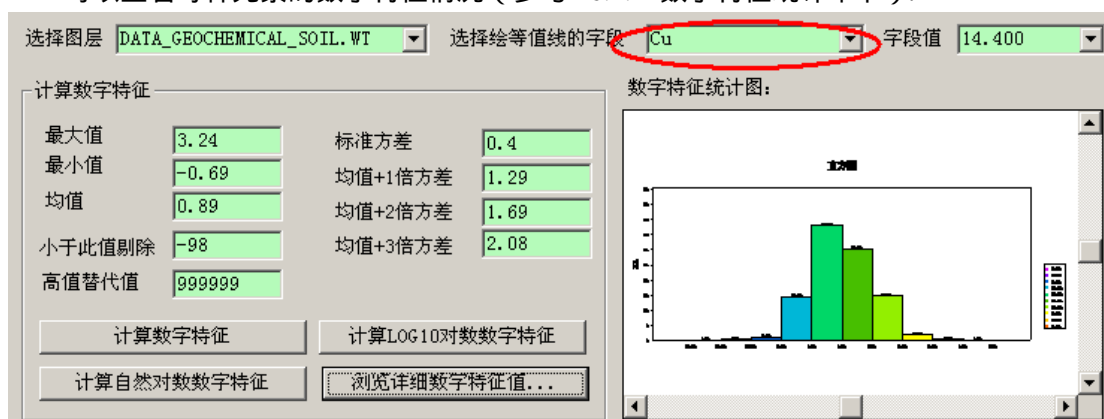 选择图层 DATA_GEOCHEMICAL_SOIL.WT 选择绘等值线的字段 Cu 字段值 14.400
计算数字特征 数字特征统计图：
最大值 3.24 标准方差 0.4
最小值 -0.69 均值+1倍方差 1.29
均值 0.89 均值+2倍方差 1.69
小于此值剔除 -98 均值+3倍方差 2.08
高值替代值 999999
计算数字特征 计算LOG10对数数字特征
计算自然对数数字特征 浏览详细数字特征值...
直方图